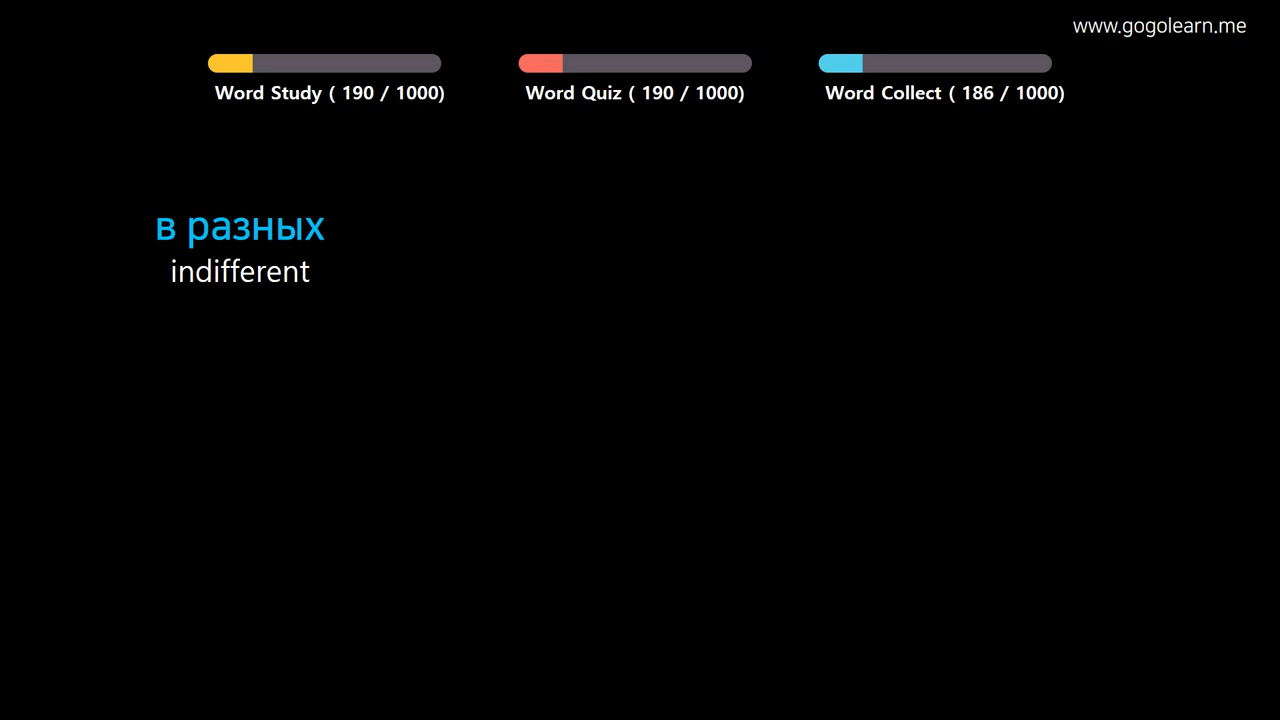 www.gogolearn.me
Word Study ( 190 / 1000)
Word Quiz ( 190 / 1000)
Word Collect ( 186 / 1000)
в разных
indifferent